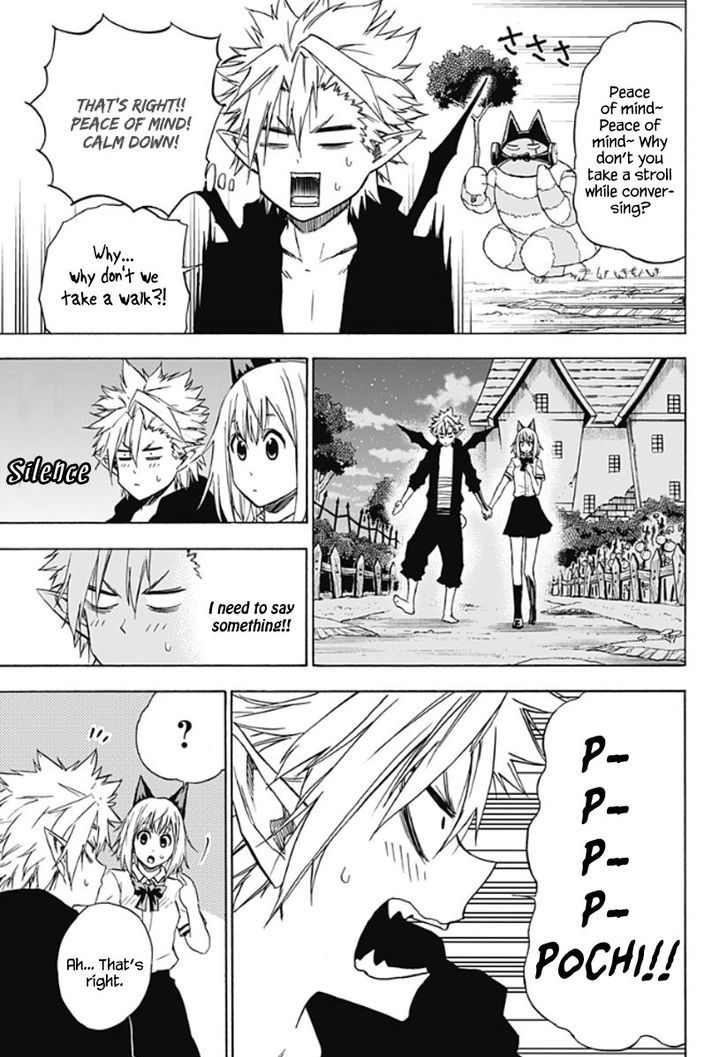 Peace
of mind~
Peace of
mind~ Why
don't you
take a stroll
while conver-
sing?
ささささ
THAT'S RIGHT!!
PEACE OF MIND!
CALM DOWN!
Why...
why don't we
take a walk?!
Silence
I need to say
something!!
P-
P-
P-
P-
POCHI!!
?
Ah... That's
right.